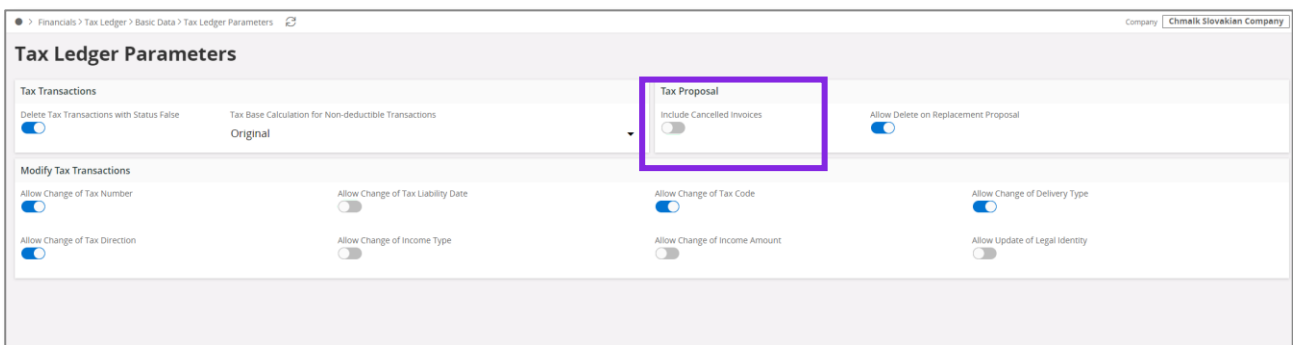 > Financials > Tax Ledger > Basic Data > Tax Ledger Parameters
Company Chmalk Slovakian Company
Tax Ledger Parameters
Tax Transactions
Delete Tax Transactions with Status False
Tax Base Calculation for Non-deductible Transactions
Original
Tax Proposal
Include Cancelled Invoices
Allow Delete on Replacement Proposal
Modify Tax Transactions
Allow Change of Tax Number
Allow Change of Tax Liability Date
Allow Change of Tax Code
Allow Change of Delivery Type
Allow Change of Tax Direction
Allow Change of Income Type
Allow Change of Income Amount
Allow Update of Legal Identity